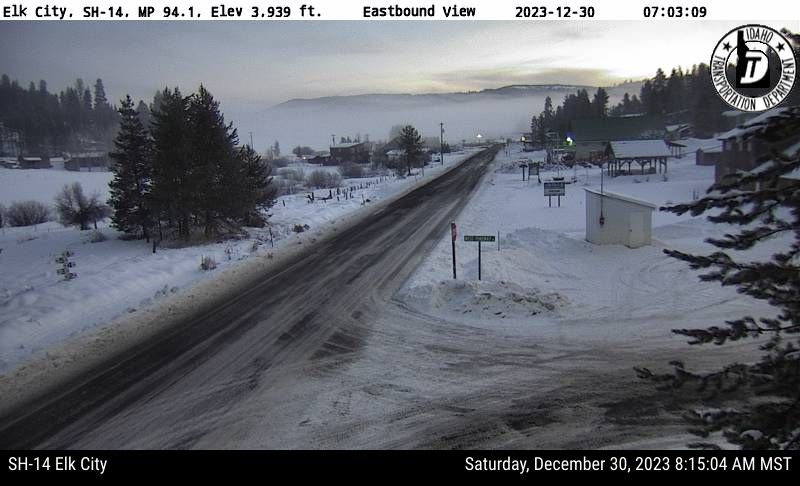 Elk City, SH-14, MP 94.1, Elev 3,939 ft. Eastbound View 2023-12-30 07:03:09
IDAHO
TRANSPORTATION DEPARTMENT
SH-14 Elk City Saturday, December 30, 2023 8:15:04 AM MST